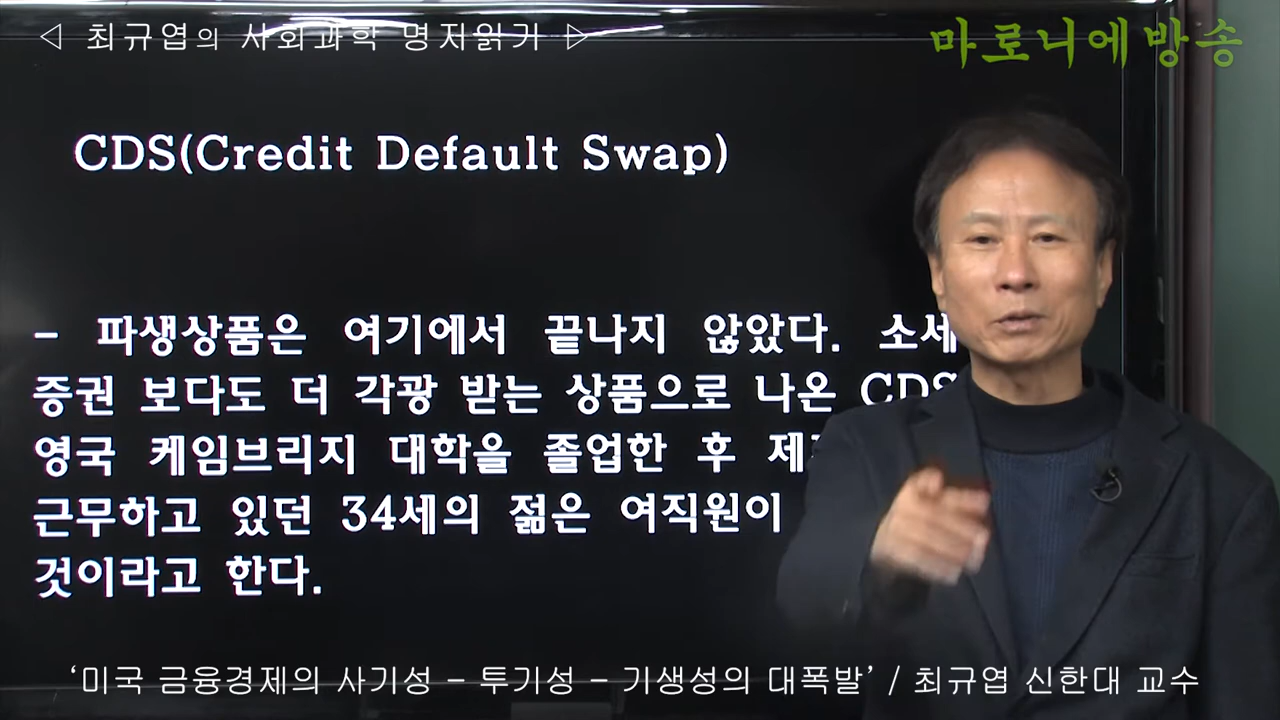 ◁ 최규엽의 사회과학 명저읽기 ▷
마로니에방송
CDS(Credit Default Swap)
- 파생상품은 여기에서 끝나지 않았다.
증권 보다도 더 각광 받는 상품으로 나온 CDS
영국 케임브리지 대학을 졸업한 후
근무하고 있던 34세의 젊은 여직원이
것이라고 한다.
‘미국 금융경제의 사기성 - 투기성 - 기생성의 대폭발’ / 최규엽 신한대 교수